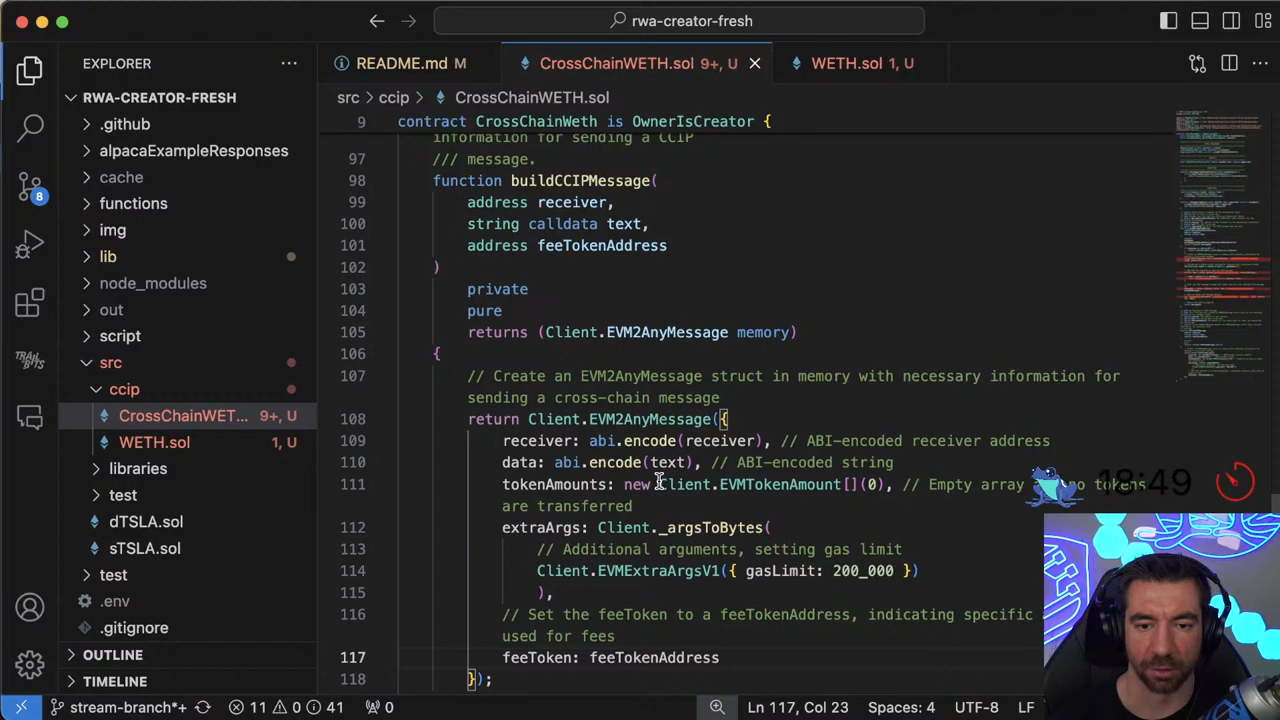 rwa-creator-fresh
EXPLORER
README.md M
CrossChainWETH.sol 9+, U
WETH.sol 1, U
RWA-CREATOR-FRESH
.github
alpacaExampleResponses
cache
functions
img
lib
node_modules
out
script
src
ccip
CrossChainWET... 9+, U
WETH.sol 1, U
libraries
test
dTSLA.sol
sTSLA.sol
test
.env
.gitignore
OUTLINE
TIMELINE
8
src > ccip > CrossChainWETH.sol
9 contract CrossChainWeth is OwnerIsCreator {
information for sending a CCIP
97 /// message.
function _buildCCIPMessage(
99 address receiver,
100 string calldata text,
101 address feeTokenAddress
102 )
103 private
104 pure
105 returns (Client.EVM2AnyMessage memory)
106 {
107 // Create an EVM2AnyMessage struct in memory with necessary information for
sending a cross-chain message
108 return Client.EVM2AnyMessage({
109 receiver: abi.encode(receiver), // ABI-encoded receiver address
110 data: abi.encode(text), // ABI-encoded string
111 tokenAmounts: new Client.EVMTokenAmount[](0), // Empty array no tokens
are transferred
112 extraArgs: Client._argsToBytes(
113 // Additional arguments, setting gas limit
114 Client.EVMExtraArgsV1({ gasLimit: 200_000 })
115 ),
116 // Set the feeToken to a feeTokenAddress, indicating specific
used for fees
117 feeToken: feeTokenAddress
118 });
18:49
stream-branch*+ 11 0 41 0 Ln 117, Col 23 Spaces: 4 UTF-8 LF